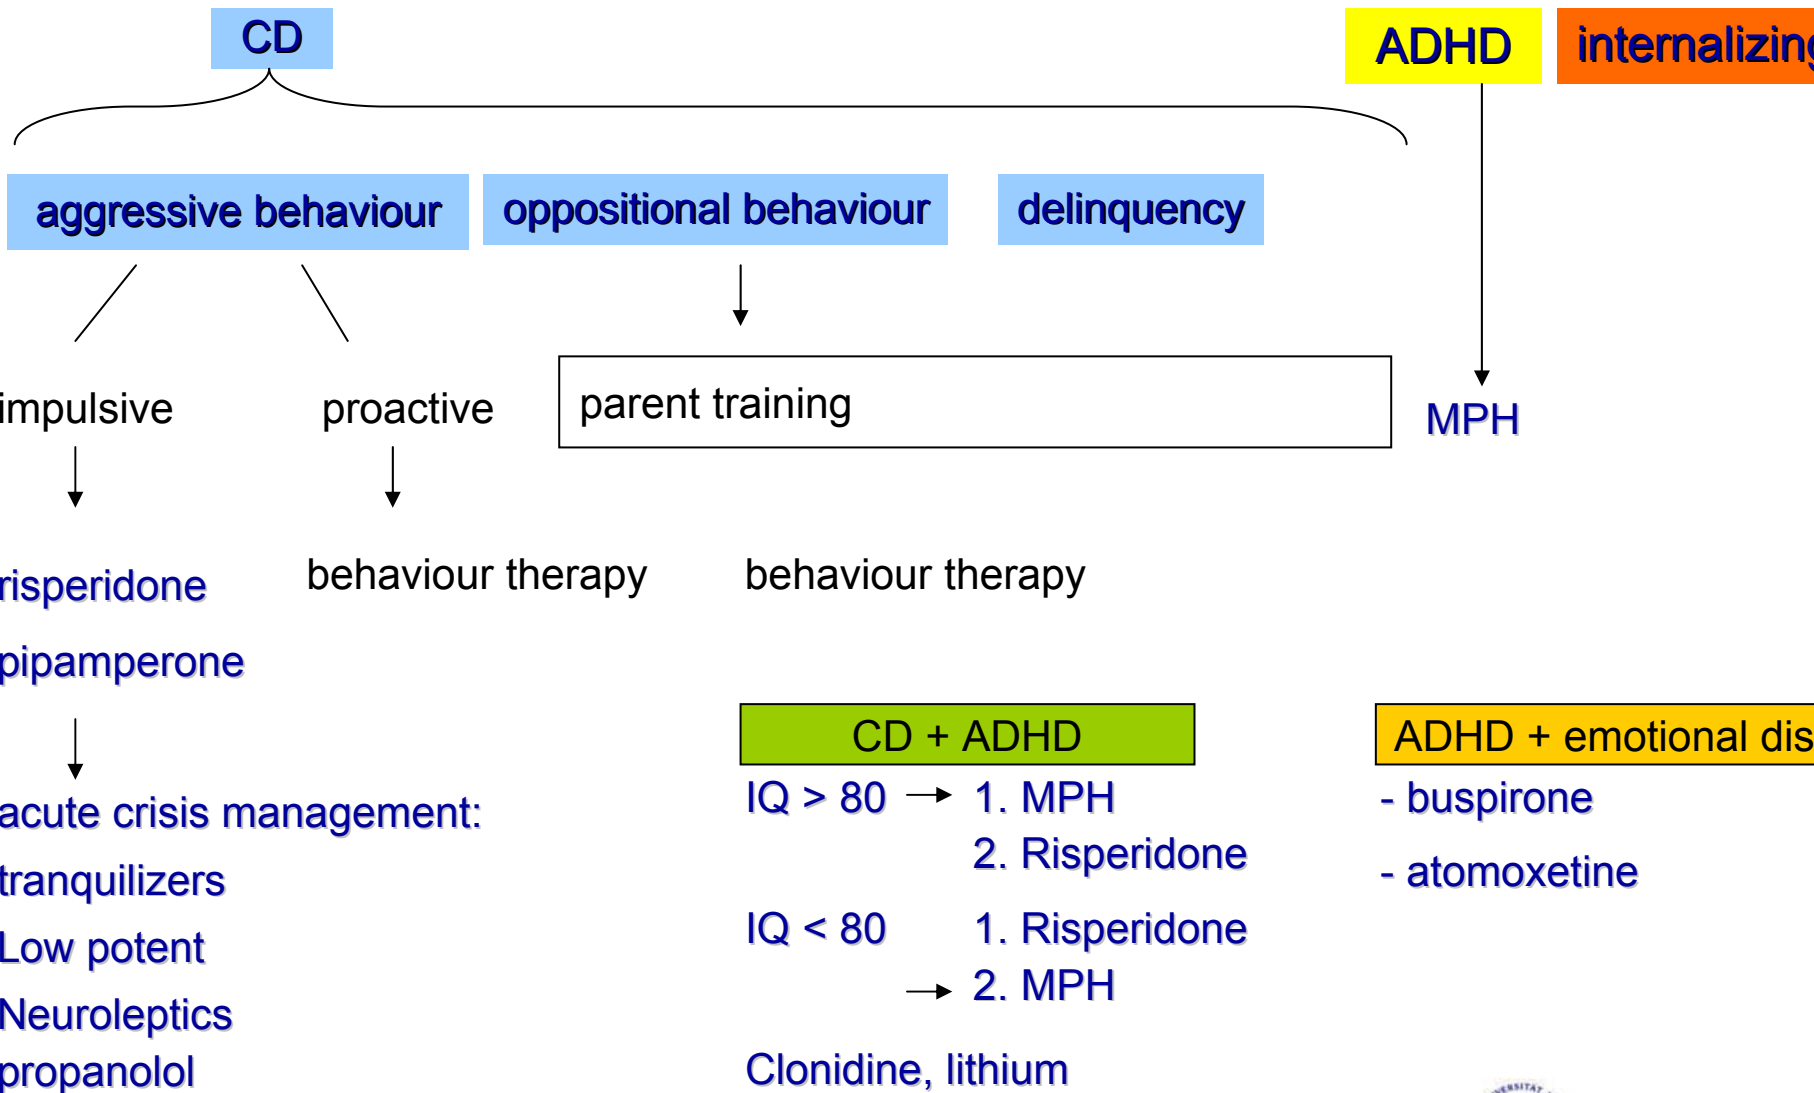 CD
ADHD
internalizing
aggressive behaviour
oppositional behaviour
delinquency
impulsive
proactive
parent training
MPH
risperidone
behaviour therapy
behaviour therapy
pipamperone
acute crisis management:
tranquilizers
Low potent
Neuroleptics
propanolol
CD + ADHD
IQ > 80 → 1. MPH
2. Risperidone
IQ < 80 1. Risperidone
→ 2. MPH
Clonidine, lithium
ADHD + emotional dis
- buspirone
- atomoxetine